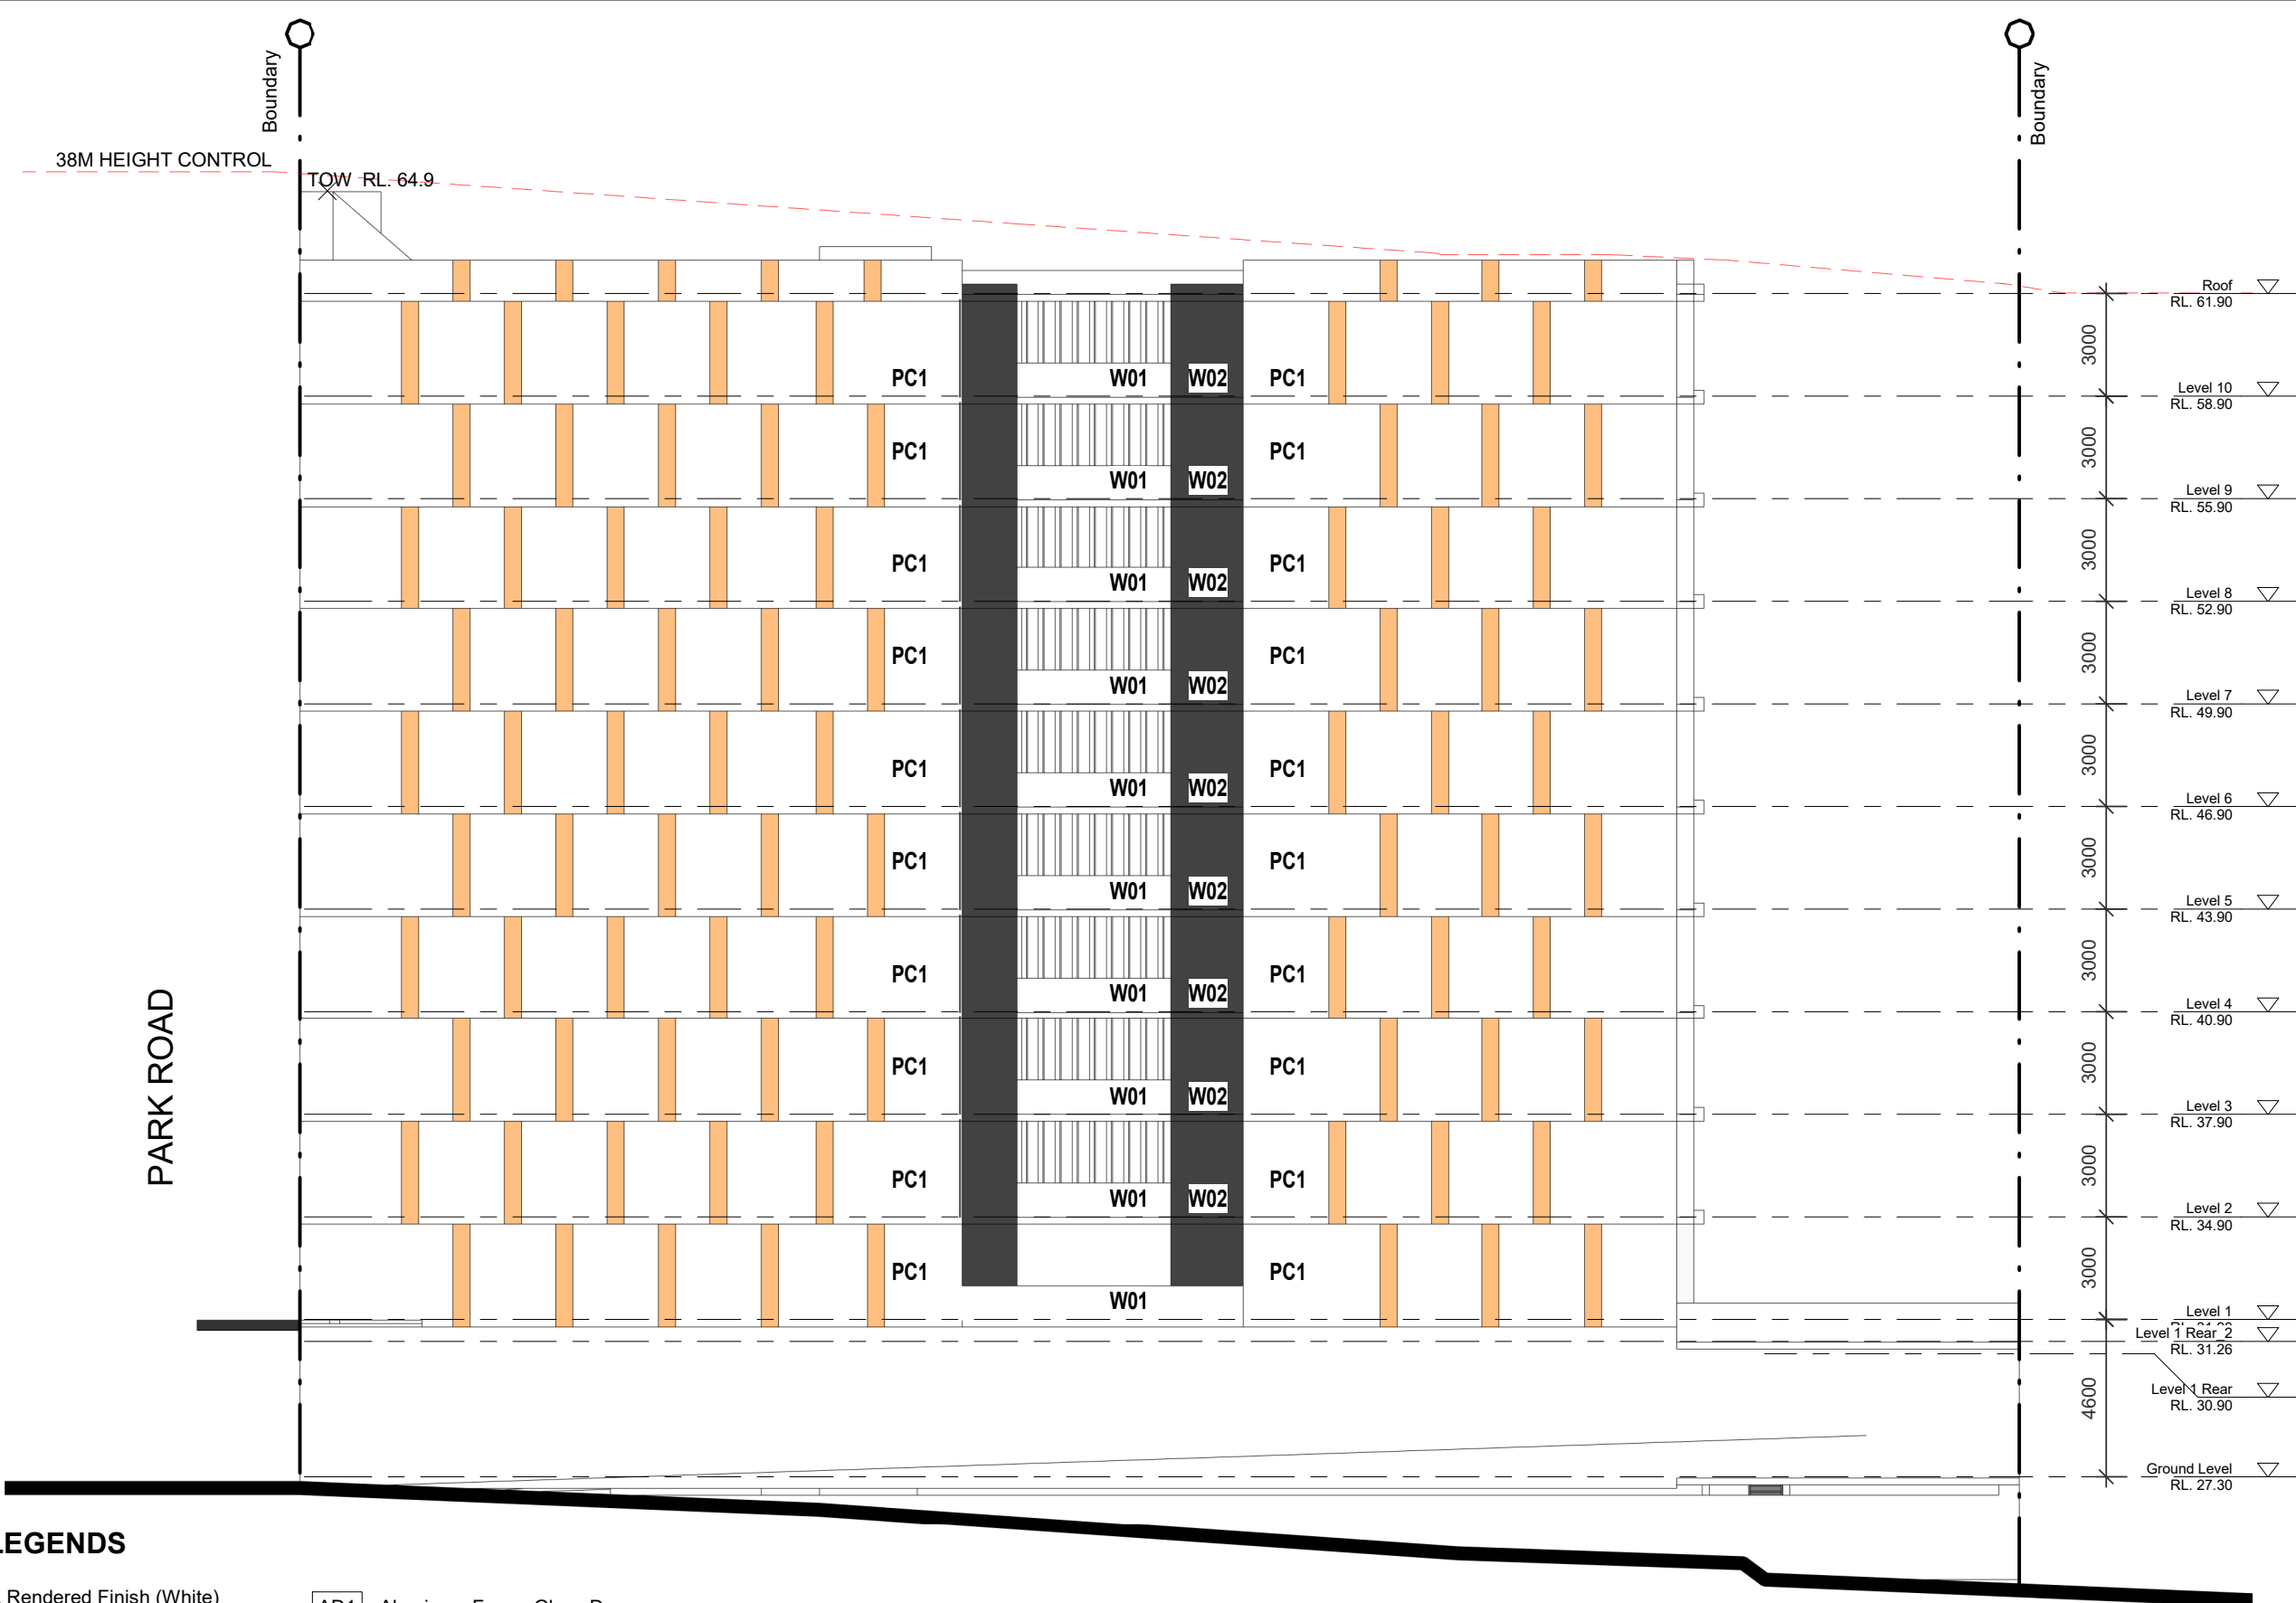 Boundary
Boundary
38M HEIGHT CONTROL
TOW RL. 64.9
Roof
RL. 61.90
3000
PC1
W01
W02
PC1
Level 10
RL. 58.90
3000
PC1
W01
W02
PC1
Level 9
RL. 55.90
3000
PC1
W01
W02
PC1
Level 8
RL. 52.90
3000
PC1
W01
W02
PC1
Level 7
RL. 49.90
3000
PC1
W01
W02
PC1
Level 6
RL. 46.90
3000
PC1
W01
W02
PC1
Level 5
RL. 43.90
3000
PC1
W01
W02
PC1
Level 4
RL. 40.90
3000
PC1
W01
W02
PC1
Level 3
RL. 37.90
3000
PC1
W01
W02
PC1
Level 2
RL. 34.90
3000
PC1
W01
PC1
Level 1
Level 1 Rear_2
RL. 31.26
Level 1 Rear
RL. 30.90
4600
Ground Level
RL. 27.30
PARK ROAD
LEGENDS
Rendered Finish (White)